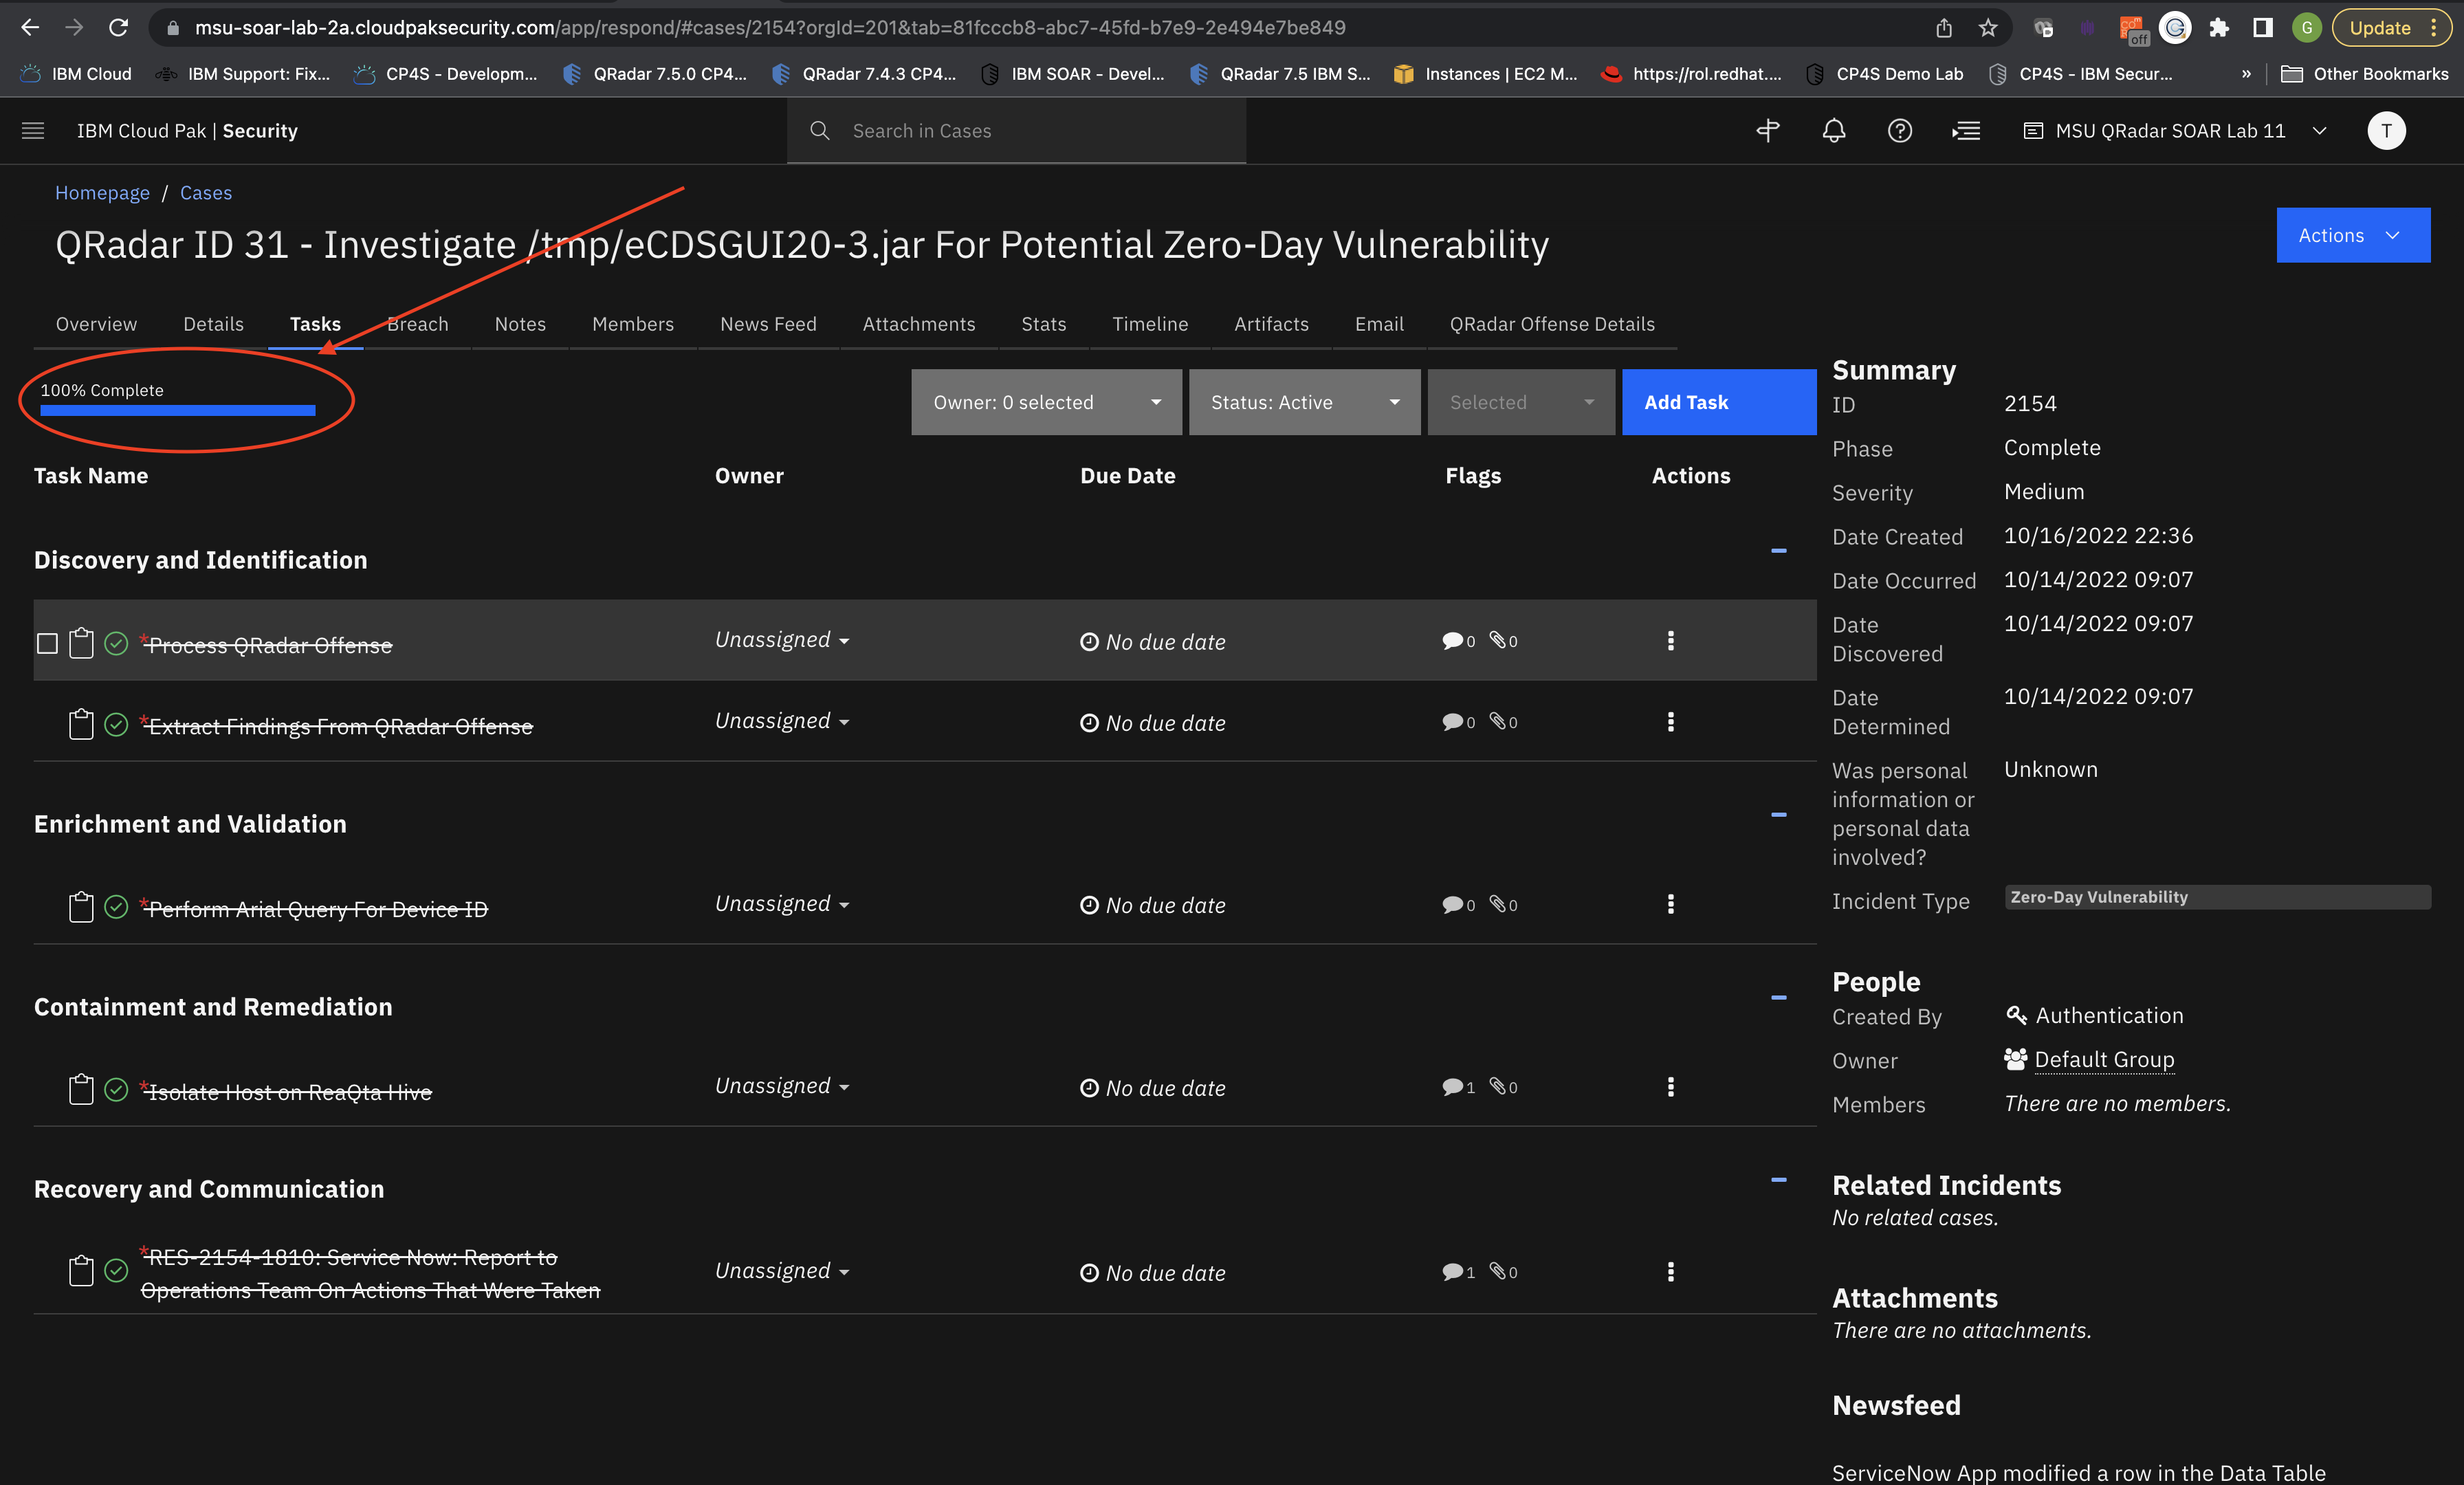 msu-soar-lab-2a.cloudpaksecurity.com/app/respond/#cases/2154?orgId=201&tab=81fcccb8-abc7-45fd-b7e9-2e494e7be849
off
G
Update
IBM Cloud
IBM Support: Fix...
CP4S - Developm...
QRadar 7.5.0 CP4...
QRadar 7.4.3 CP4...
IBM SOAR - Devel...
QRadar 7.5 IBM S...
Instances | EC2 M...
https://rol.redhat....
CP4S Demo Lab
CP4S - IBM Secur...
»
Other Bookmarks
IBM Cloud Pak | Security
Search in Cases
MSU QRadar SOAR Lab 11
T
Homepage / Cases
QRadar ID 31 - Investigate /tmp/eCDSGUI20-3.jar For Potential Zero-Day Vulnerability
Actions
Overview
Details
Tasks
Breach
Notes
Members
News Feed
Attachments
Stats
Timeline
Artifacts
Email
QRadar Offense Details
100% Complete
Owner: 0 selected
Status: Active
Selected
Add Task
Task Name
Owner
Due Date
Flags
Actions
Discovery and Identification
*Process QRadar Offense
Unassigned
No due date
0
0
*Extract Findings From QRadar Offense
Unassigned
No due date
0
0
Enrichment and Validation
*Perform Arial Query For Device ID
Unassigned
No due date
0
0
Containment and Remediation
*Isolate Host on ReaQta Hive
Unassigned
No due date
1
0
Recovery and Communication
*RES-2154-1810: Service Now: Report to
Operations Team On Actions That Were Taken
Unassigned
No due date
1
0
Summary
ID
2154
Phase
Complete
Severity
Medium
Date Created
10/16/2022 22:36
Date Occurred
10/14/2022 09:07
Date
Discovered
10/14/2022 09:07
Date
Determined
10/14/2022 09:07
Was personal
information or
personal data
involved?
Unknown
Incident Type
Zero-Day Vulnerability
People
Created By
Authentication
Owner
Default Group
Members
There are no members.
Related Incidents
No related cases.
Attachments
There are no attachments.
Newsfeed
ServiceNow App modified a row in the Data Table